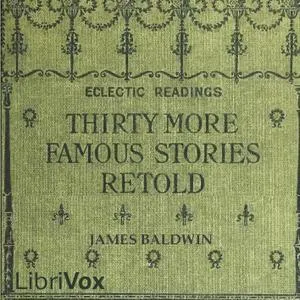 ECLECTIC READINGS
THIRTY MORE
FAMOUS STORIES
RETOLD
JAMES BALDWIN
LibriVox